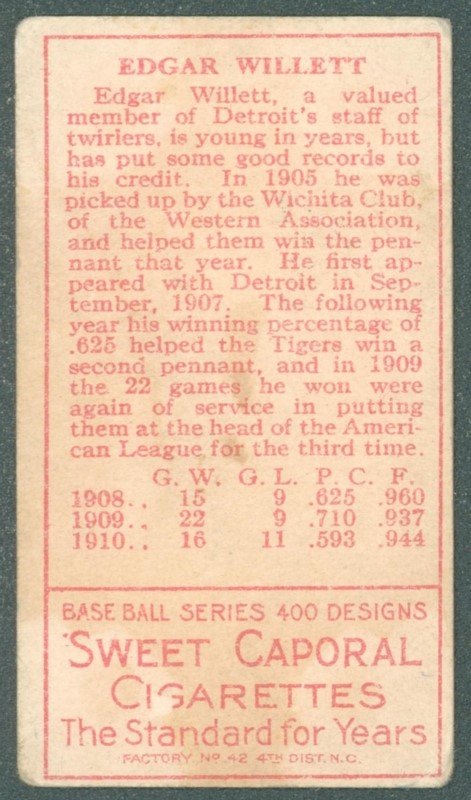 EDGAR WILLETT
Edgar Willett, a valued
member of Detroit's staff of
twirlers, is young in years, but
has put some good records to
his credit. In 1905 he was
picked up by the Wichita Club,
of the Western Association,
and helped them win the pen-
nant that year. He first ap-
peared with Detroit in Sep-
tember, 1907. The following
year his winning percentage of
.625 helped the Tigers win a
second pennant, and in 1909
the 22 games he won were
again of service in putting
them at the head of the Ameri-
can League for the third time.
G. W. G. L. P. C. F.
1908.. 15 9 .625 .960
1909.. 22 9 .710 .937
1910.. 16 11 .593 .944
BASE BALL SERIES 400 DESIGNS
SWEET CAPORAL
CIGARETTES
The Standard for Years
FACTORY No. 42 4TH DIST. N.C.